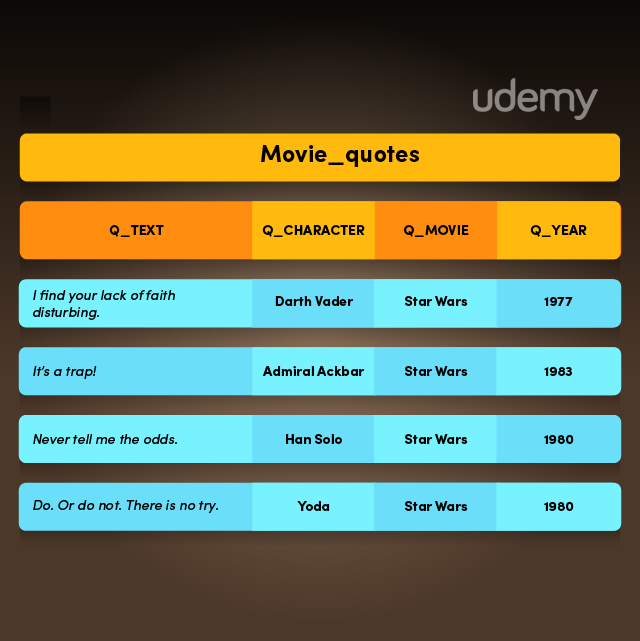 udemy
Movie_quotes
Q_TEXT Q_CHARACTER Q_MOVIE Q_YEAR
I find your lack of faith
disturbing. Darth Vader Star Wars 1977
It's a trap! Admiral Ackbar Star Wars 1983
Never tell me the odds. Han Solo Star Wars 1980
Do. Or do not. There is no try. Yoda Star Wars 1980